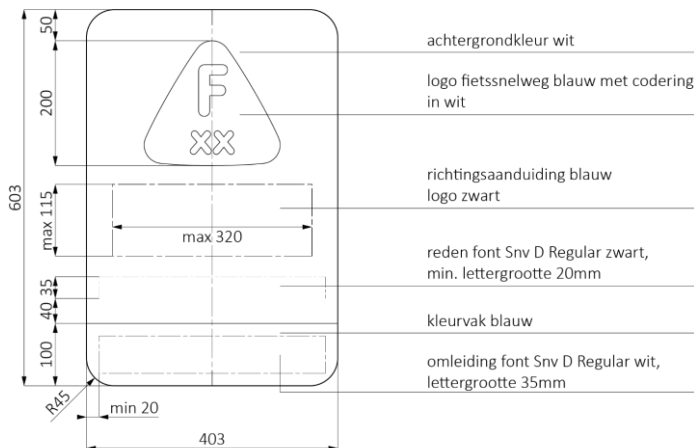 50
achtergrondkleur wit
F
xx
200
logo fietssnelweg blauw met codering
in wit
603
max 115
max 320
richtingsaanduiding blauw
logo zwart
35
reden font Snv D Regular zwart,
min. lettergrootte 20mm
40
kleurvak blauw
100
omleiding font Snv D Regular wit,
lettergrootte 35mm
R45
min 20
403